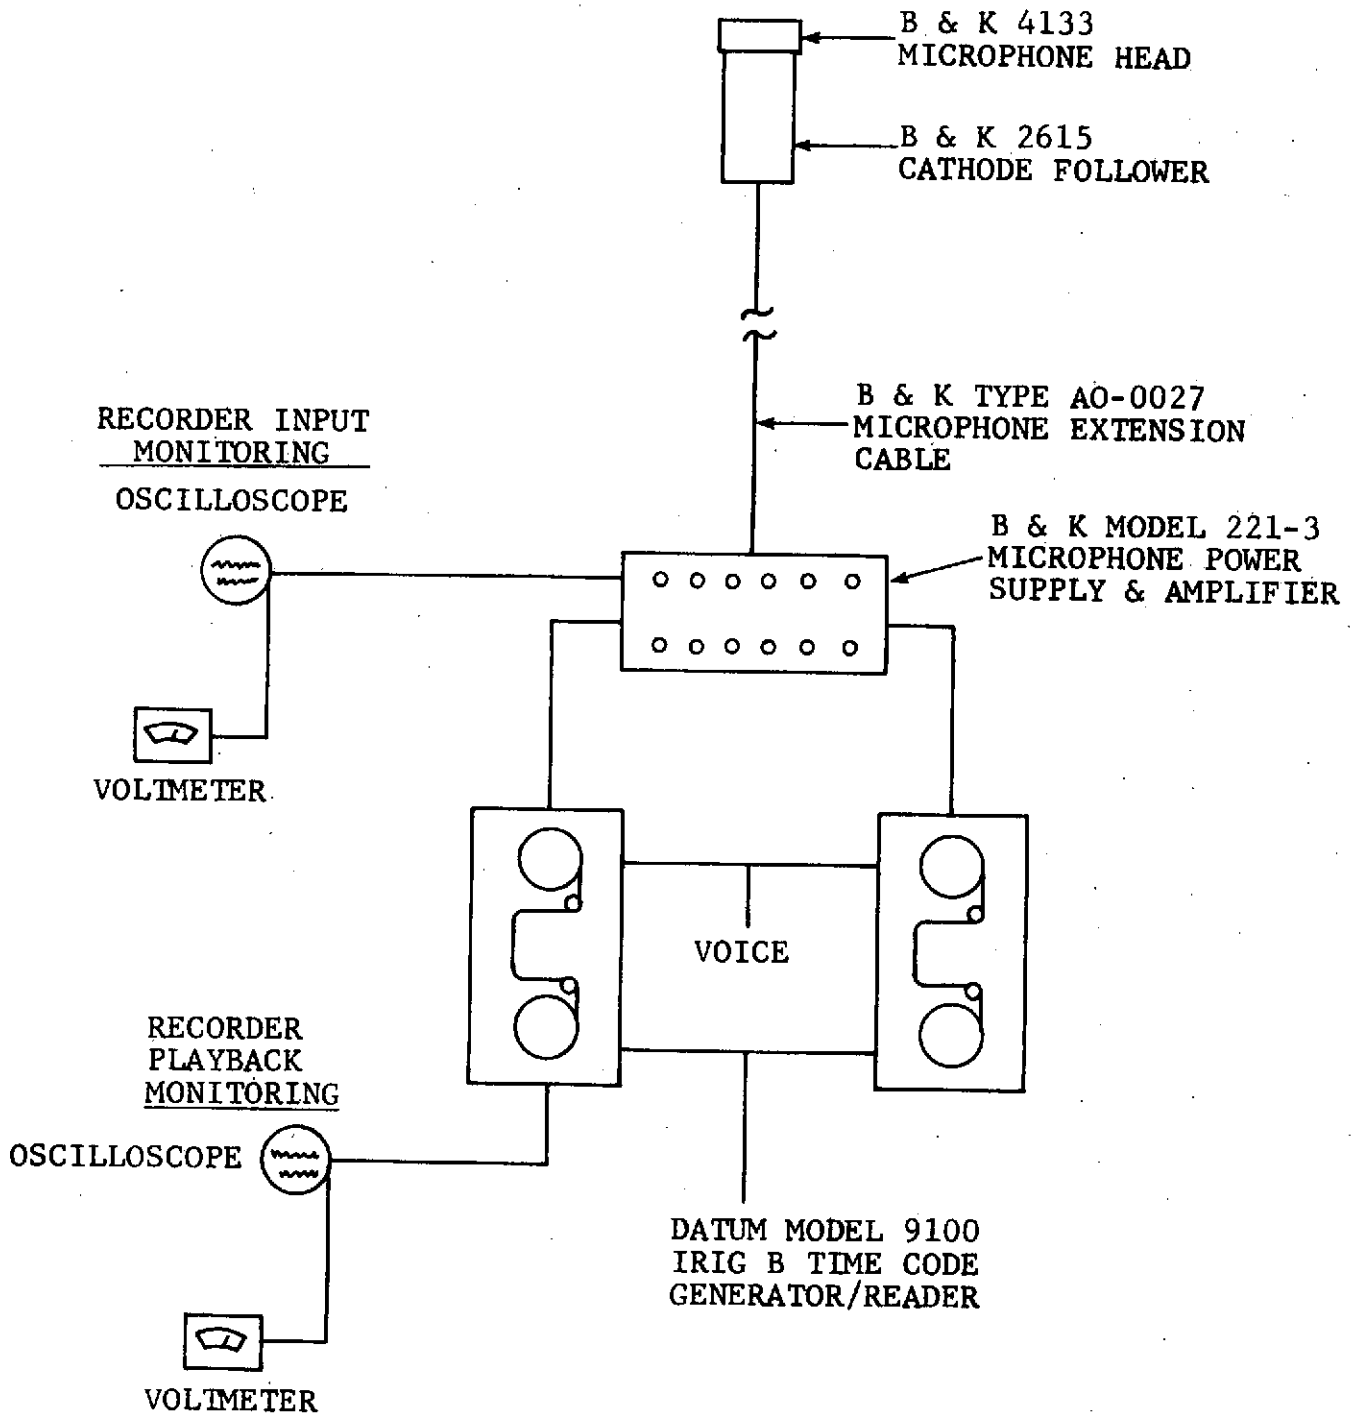 B & K 4133
MICROPHONE HEAD
B & K 2615
CATHODE FOLLOWER
B & K TYPE AO-0027
MICROPHONE EXTENSION
CABLE
RECORDER INPUT
MONITORING
OSCILLOSCOPE
B & K MODEL 221-3
MICROPHONE POWER
SUPPLY & AMPLIFIER
VOLTMETER
VOICE
RECORDER
PLAYBACK
MONITORING
OSCILLOSCOPE
DATUM MODEL 9100
IRIG B TIME CODE
GENERATOR/READER
VOLTMETER